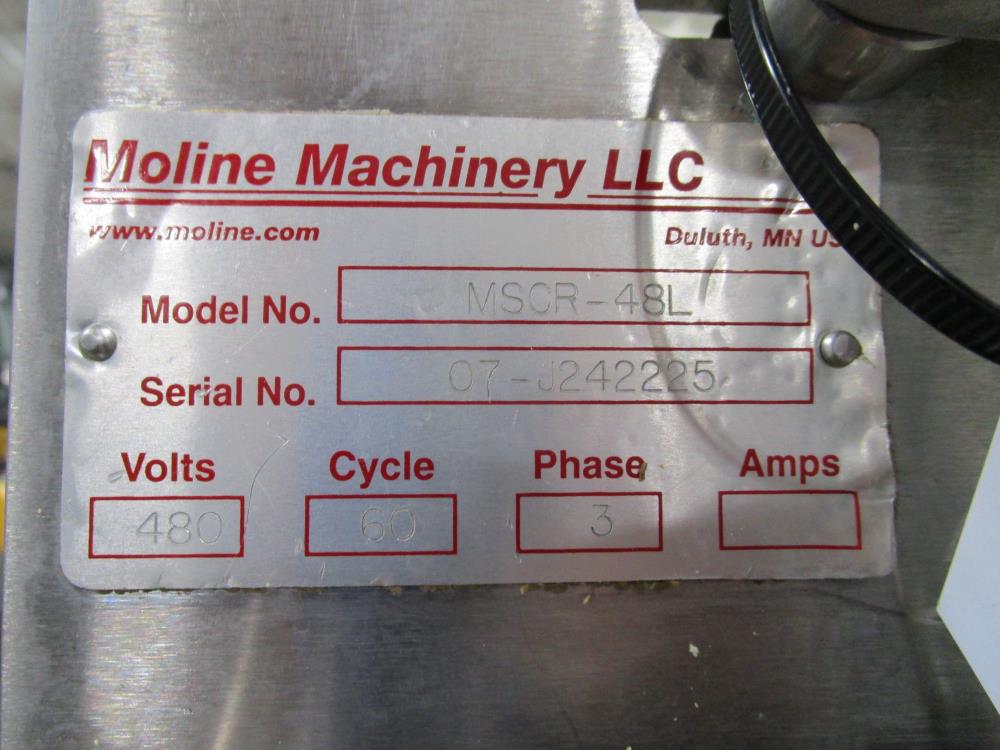 Moline Machinery LLC
www.moline.com Duluth, MN
Model No. MSCR-48L
Serial No. 07-J242225
Volts Cycle Phase Amps
480 60 3